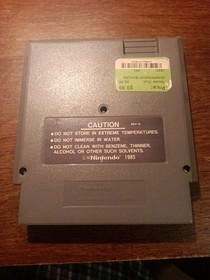 CAUTION
• DO NOT STORE IN EXTREME TEMPERATURES.
• DO NOT IMMERSE IN WATER
• DO NOT CLEAN WITH BENZENE, THINNER,
ALCOHOL OR OTHER SUCH SOLVENTS.
Nintendo 1985